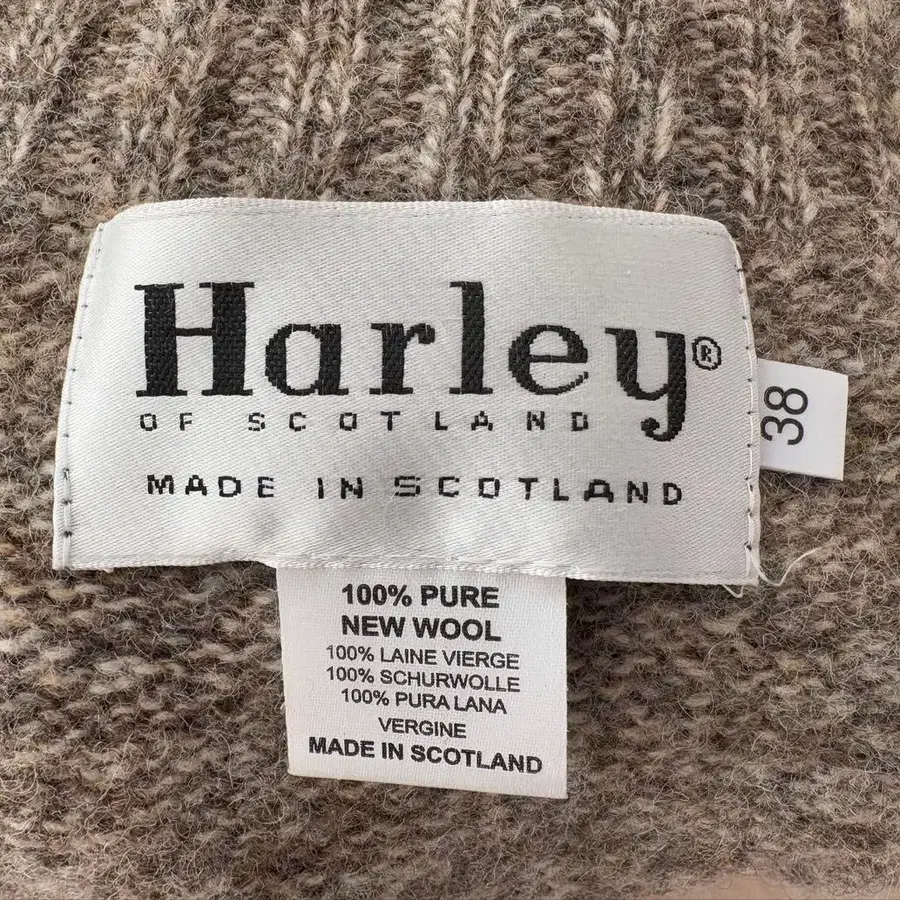 Harley®
OF SCOTLAND
MADE IN SCOTLAND
38
100% PURE
NEW WOOL
100% LAINE VIERGE
100% SCHURWOLLE
100% PURA LANA
VERGINE
MADE IN SCOTLAND